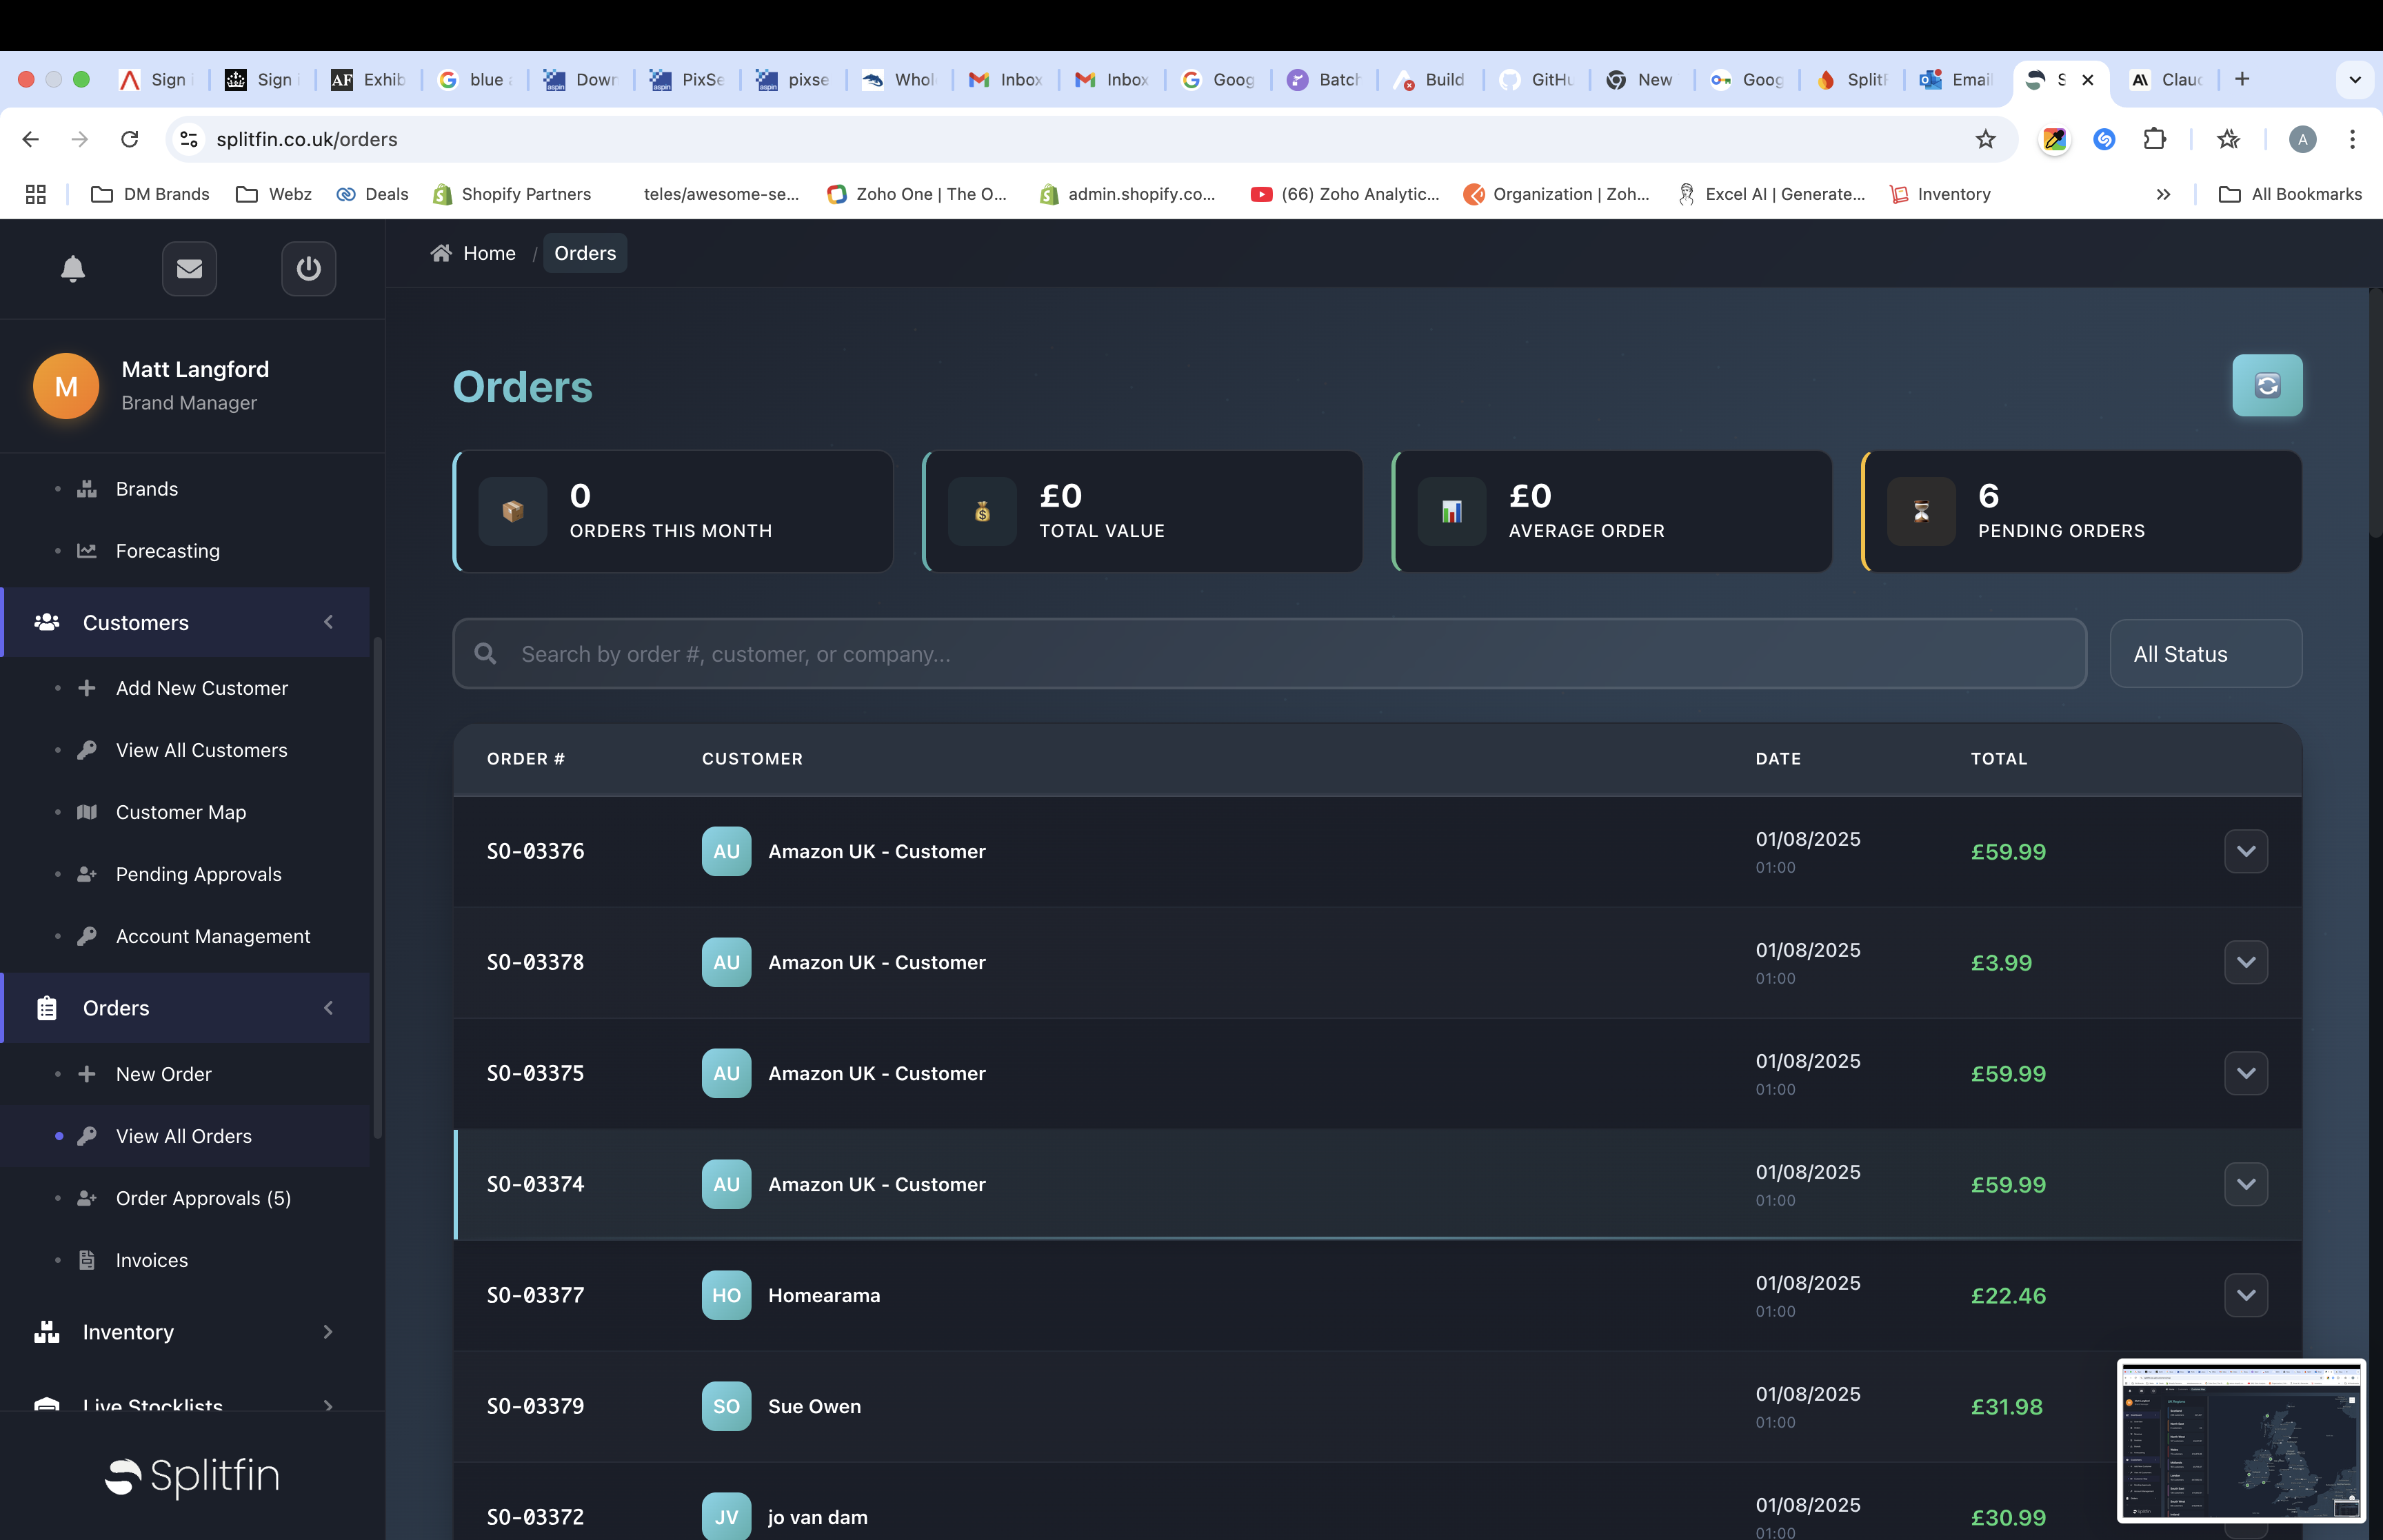 Sign i
Sign i
AF Exhib
blue a
Down
PixSe
pixse
Whol
Inbox
Inbox
Goog
Batch
Build
GitHu
New
Goog
SplitF
Email
S
Claud
splitfin.co.uk/orders
A
DM Brands
Webz
Deals
Shopify Partners
teles/awesome-se...
Zoho One | The O...
admin.shopify.co...
(66) Zoho Analytic...
Organization | Zoh...
Excel AI | Generate...
Inventory
All Bookmarks
M
Matt Langford
Brand Manager
Brands
Forecasting
Customers
Add New Customer
View All Customers
Customer Map
Pending Approvals
Account Management
Orders
New Order
View All Orders
Order Approvals (5)
Invoices
Inventory
Live Stocklists
Splitfin
Home / Orders
Orders
0
ORDERS THIS MONTH
£0
TOTAL VALUE
£0
AVERAGE ORDER
6
PENDING ORDERS
Search by order #, customer, or company...
All Status
ORDER # CUSTOMER DATE TOTAL
SO-03376 AU Amazon UK - Customer 01/08/2025 £59.99
01:00
SO-03378 AU Amazon UK - Customer 01/08/2025 £3.99
01:00
SO-03375 AU Amazon UK - Customer 01/08/2025 £59.99
01:00
SO-03374 AU Amazon UK - Customer 01/08/2025 £59.99
01:00
SO-03377 HO Homearama 01/08/2025 £22.46
01:00
SO-03379 SO Sue Owen 01/08/2025 £31.98
01:00
SO-03372 JV jo van dam 01/08/2025 £30.99
01:00